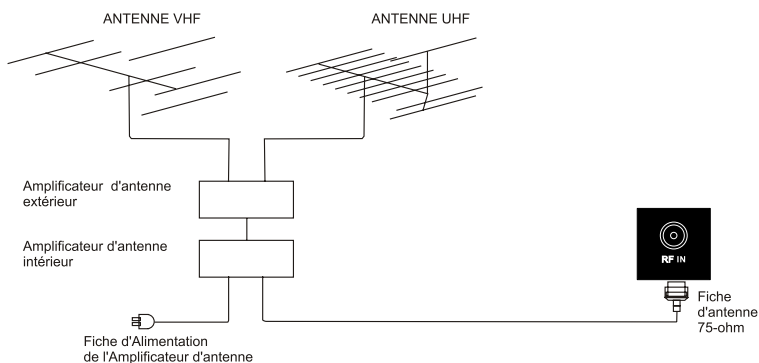 ANTENNE VHF
ANTENNE UHF
Amplificateur d'antenne
extérieur
Amplificateur d'antenne
intérieur
RF IN
Fiche
d'antenne
75-ohm
Fiche d'Alimentation
de l'Amplificateur d'antenne